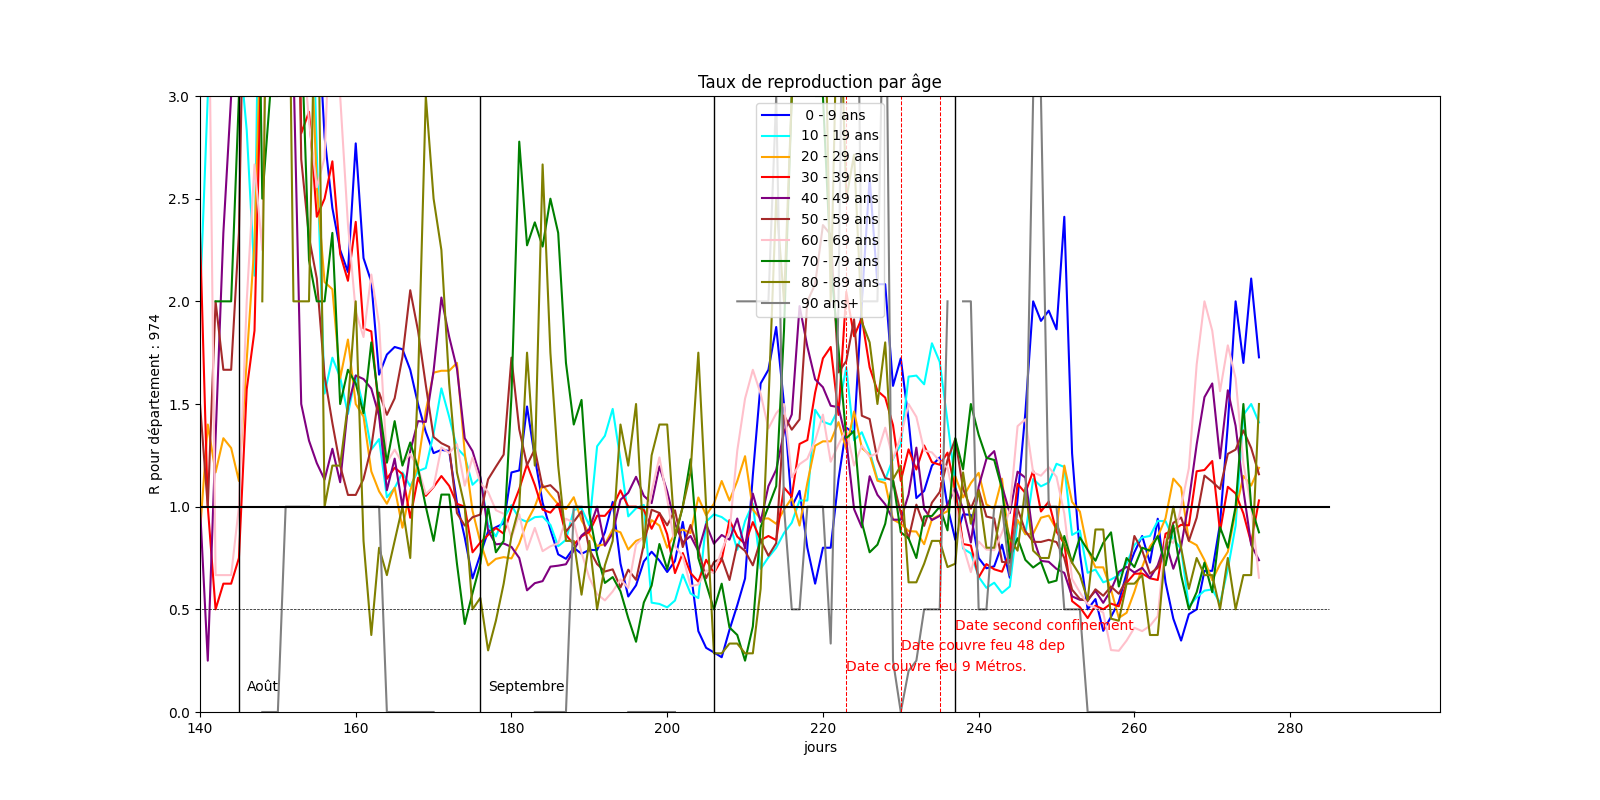 Taux de reproduction par âge
R pour département : 974
3.0
2.5
2.0
1.5
1.0
0.5
0.0
0 - 9 ans
10 - 19 ans
20 - 29 ans
30 - 39 ans
40 - 49 ans
50 - 59 ans
60 - 69 ans
70 - 79 ans
80 - 89 ans
90 ans+
Date second confinement
Date couvre feu 48 dep
Date couvre feu 9 Métros.
Août
Septembre
140 160 180 200 220 240 260 280
jours